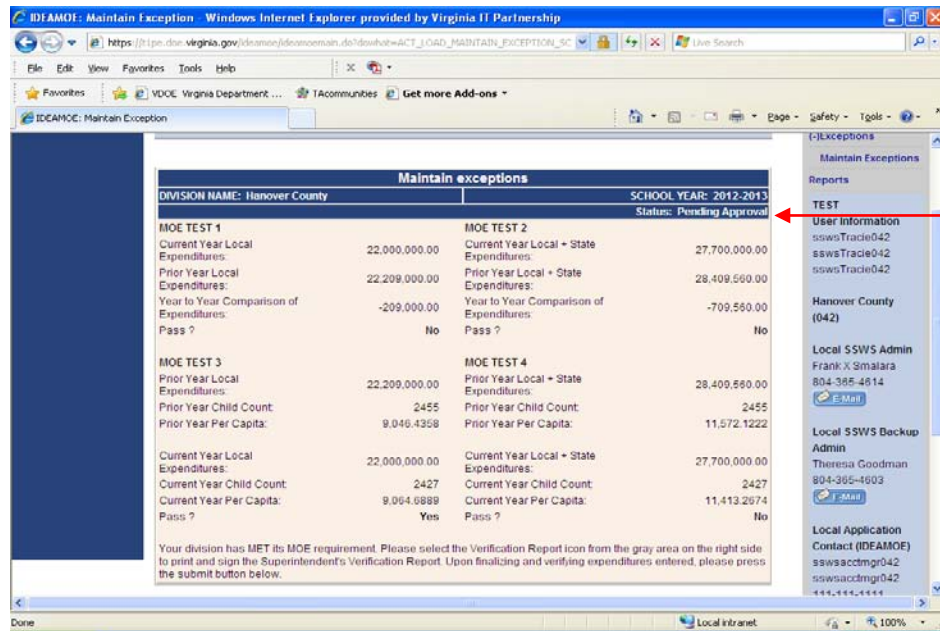 IDEAMOE: Maintain Exception - Windows Internet Explorer provided by Virginia IT Partnership
https://
.virginia.gov/ideamoe/ideamoemain.do?dowhat=ACT_LOAD_MAINTAIN_EXCEPTION_SC
Live Search
File Edit View Favorites Tools Help
Favorites VDOE Virginia Department ... TAcommunities Get more Add-ons
IDEAMOE: Maintain Exception
Page Safety Tools
(-)Exceptions
Maintain Exceptions
Reports
Maintain exceptions
DIVISION NAME: Hanover County SCHOOL YEAR: 2012-2013
Status: Pending Approval
MOE TEST 1 MOE TEST 2
Current Year Local Expenditures: 22,000,000.00 Current Year Local + State Expenditures: 27,700,000.00
Prior Year Local Expenditures: 22,209,000.00 Prior Year Local + State Expenditures: 28,409,560.00
Year to Year Comparison of Expenditures: -209,000.00 Year to Year Comparison of Expenditures: -709,560.00
Pass ? No Pass ? No
MOE TEST 3 MOE TEST 4
Prior Year Local Expenditures: 22,209,000.00 Prior Year Local + State Expenditures: 28,409,560.00
Prior Year Child Count: 2455 Prior Year Child Count: 2455
Prior Year Per Capita: 9,046.4358 Prior Year Per Capita: 11,572.1222
Current Year Local Expenditures: 22,000,000.00 Current Year Local + State Expenditures: 27,700,000.00
Current Year Child Count: 2427 Current Year Child Count: 2427
Current Year Per Capita: 9,064.6889 Current Year Per Capita: 11,413.2674
Pass ? Yes Pass ? No
Your division has MET its MOE requirement. Please select the Verification Report icon from the gray area on the right side
to print and sign the Superintendent's Verification Report. Upon finalizing and verifying expenditures entered, please press
the submit button below.
TEST
User Information
sswsTracie042
sswsTracie042
sswsTracie042
Hanover County
(042)
Local SSWS Admin
Frank X Smalara
804-365-4614
E-Mail
Local SSWS Backup
Admin
Theresa Goodman
804-365-4603
E-Mail
Local Application
Contact (IDEAMOE)
sswsacctmgr042
sswsacctmgr042
111-111-1111
Done Local intranet 100%